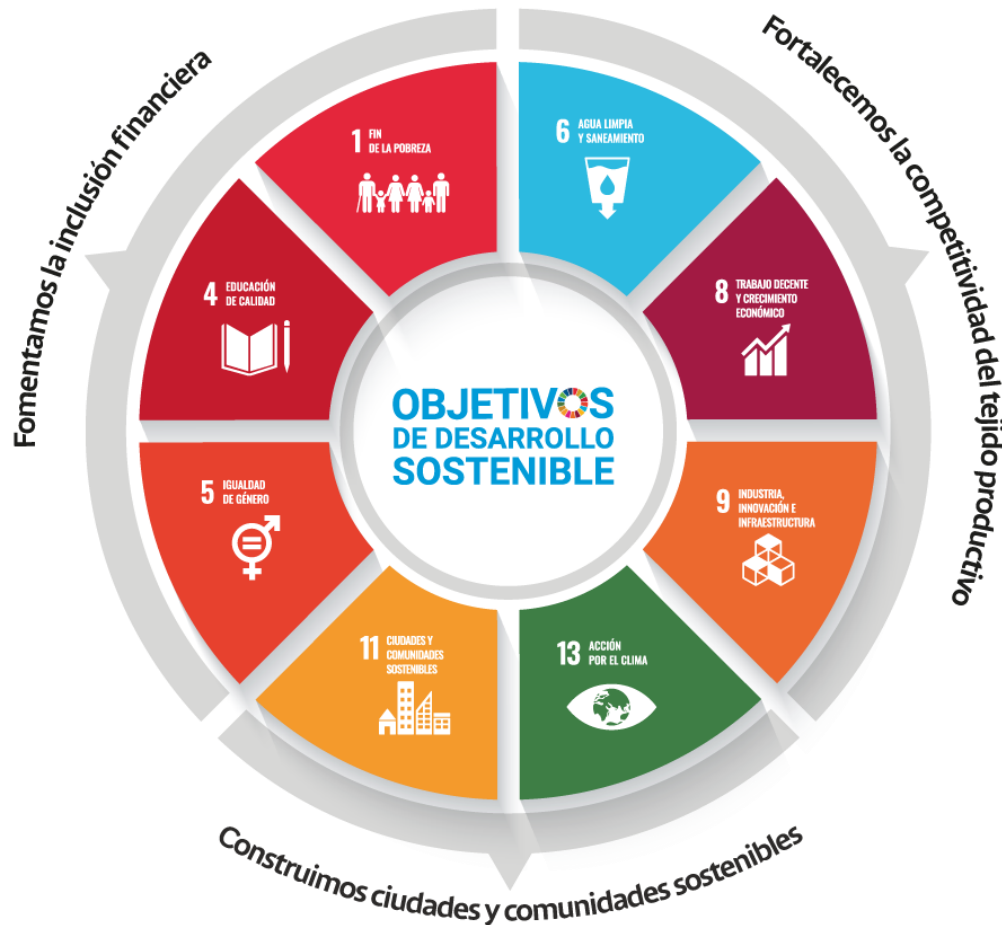 Fomentamos la inclusión financiera
Fortalecemos la competitividad del tejido productivo
1 FIN
DE LA POBREZA
6 AGUA LIMPIA
Y SANEAMIENTO
4 EDUCACIÓN
DE CALIDAD
8 TRABAJO DECENTE
Y CRECIMIENTO
ECONÓMICO
OBJETIVOS
DE DESARROLLO
SOSTENIBLE
5 IGUALDAD
DE GÉNERO
9 INDUSTRIA,
INNOVACIÓN E
INFRAESTRUCTURA
11 CIUDADES Y
COMUNIDADES
SOSTENIBLES
13 ACCIÓN
POR EL CLIMA
Construimos ciudades y comunidades sostenibles